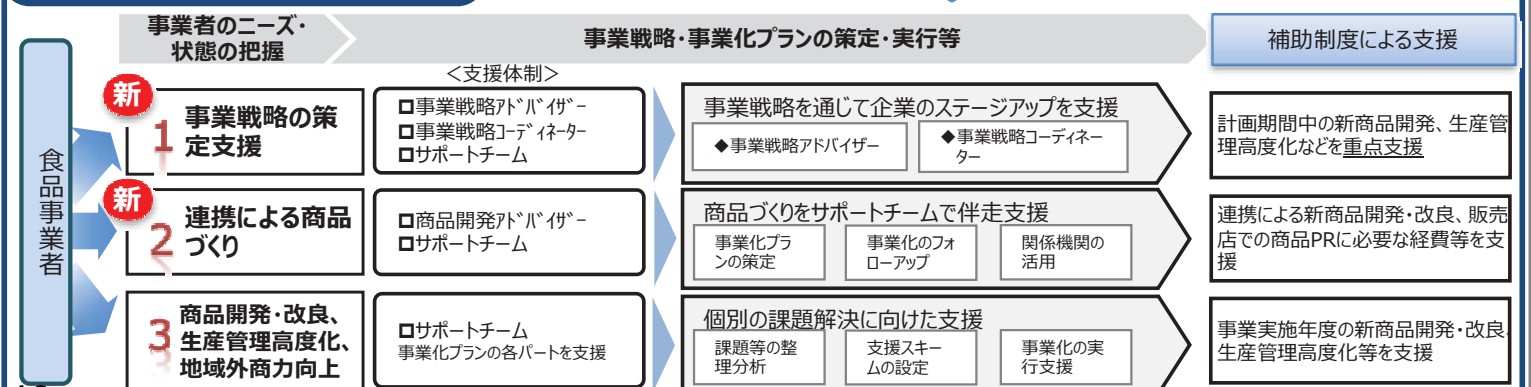 事業者のニーズ・
状態の把握
事業戦略・事業化プランの策定・実行等
補助制度による支援
<支援体制>
食品事業者
新
1
事業戦略の策
定支援
□事業戦略ｱﾄﾞﾊﾞｲｻﾞｰ
□事業戦略ｺｰﾃﾞｨﾈｰﾀｰ
□サポートチーム
事業戦略を通じて企業のステージアップを支援
◆事業戦略アドバイザー
◆事業戦略コーディネー
ター
計画期間中の新商品開発、生産管
理高度化などを重点支援
新
2
連携による商品
づくり
□商品開発ｱﾄﾞﾊﾞｲｻﾞｰ
□サポートチーム
商品づくりをサポートチームで伴走支援
事業化プラ
ンの策定
事業化のフォ
ローアップ
関係機関の
活用
連携による新商品開発・改良、販売
店での商品PRに必要な経費等を支
援
3
商品開発・改良、
生産管理高度化、
地域外商力向上
□サポートチーム
事業化プランの各パートを支援
個別の課題解決に向けた支援
課題等の整
理分析
支援スキー
ムの設定
事業化の実
行支援
事業実施年度の新商品開発・改良、
生産管理高度化等を支援